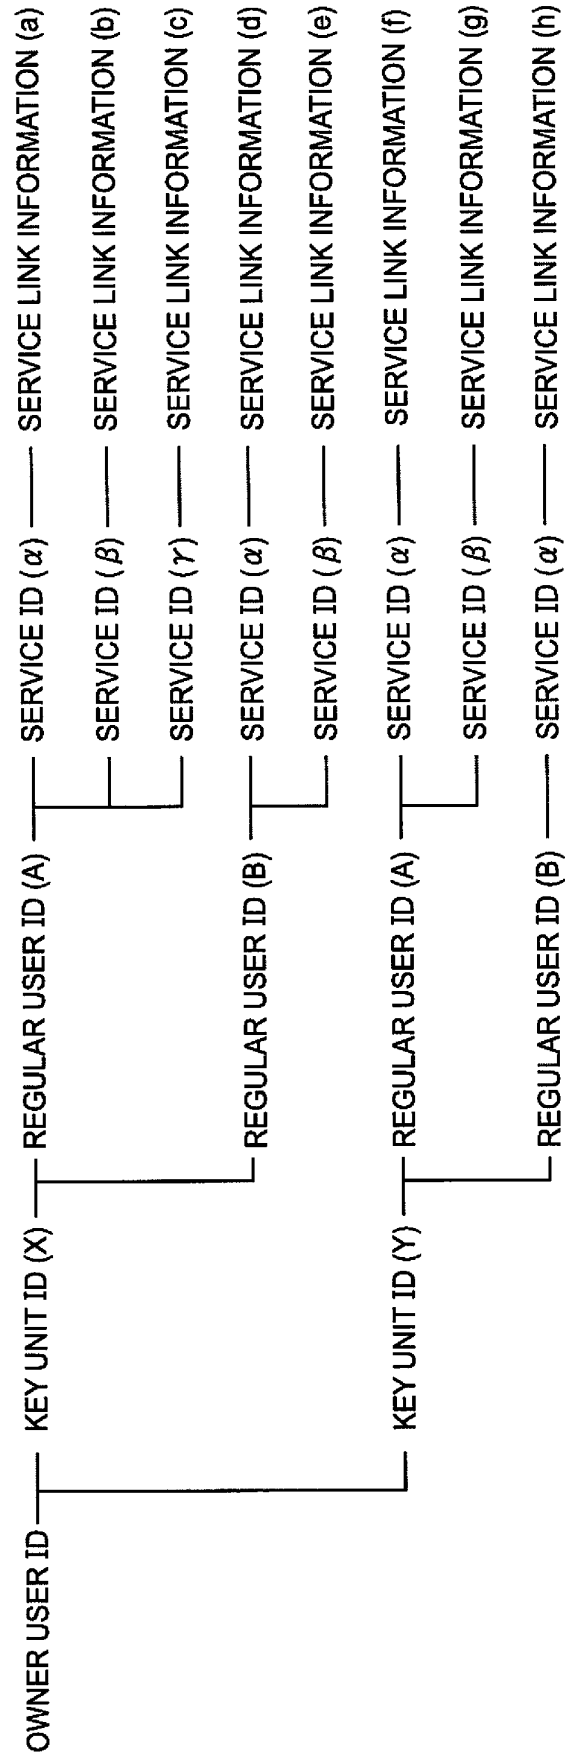 OWNER USER ID
KEY UNIT ID (X)
REGULAR USER ID (A)
SERVICE ID (α)
SERVICE LINK INFORMATION (a)
SERVICE ID (β)
SERVICE LINK INFORMATION (b)
SERVICE ID (γ)
SERVICE LINK INFORMATION (c)
REGULAR USER ID (B)
SERVICE ID (α)
SERVICE LINK INFORMATION (d)
SERVICE ID (β)
SERVICE LINK INFORMATION (e)
KEY UNIT ID (Y)
REGULAR USER ID (A)
SERVICE ID (α)
SERVICE LINK INFORMATION (f)
SERVICE ID (β)
SERVICE LINK INFORMATION (g)
REGULAR USER ID (B)
SERVICE ID (α)
SERVICE LINK INFORMATION (h)